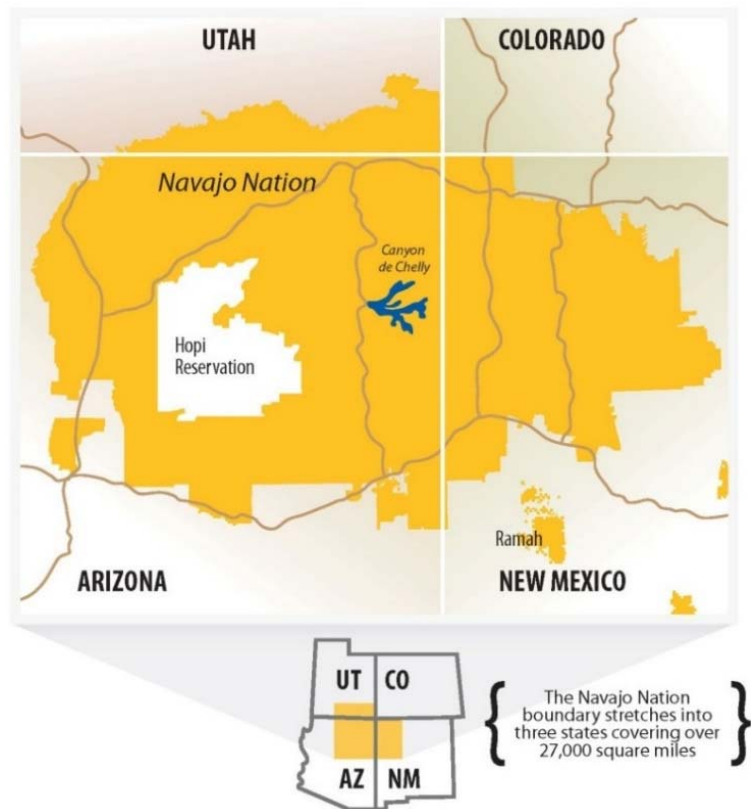 UTAH
COLORADO
Navajo Nation
Canyon
de Chelly
Hopi
Reservation
Ramah
ARIZONA
NEW MEXICO
UT
CO
AZ
NM
The Navajo Nation
boundary stretches into
three states covering over
27,000 square miles